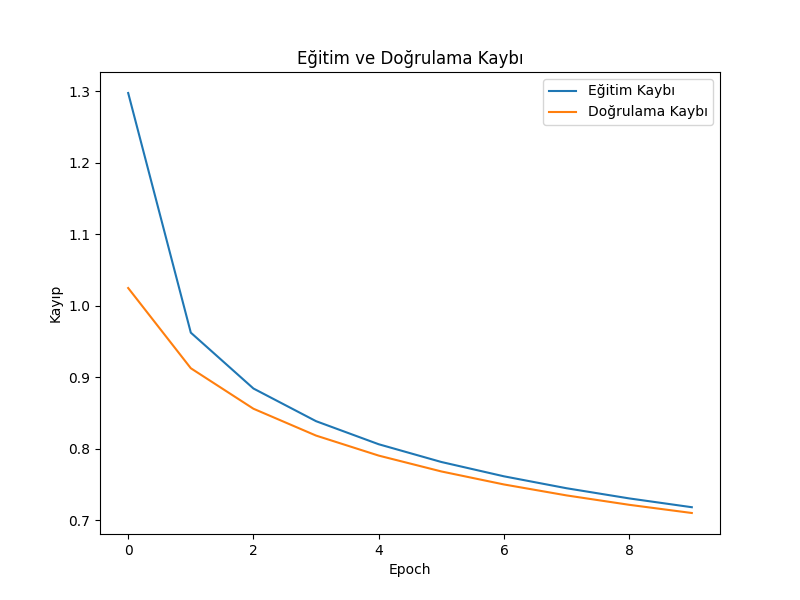 Eğitim ve Doğrulama Kaybı
Eğitim Kaybı
Doğrulama Kaybı
1.3
1.2
1.1
1.0
0.9
0.8
0.7
Kayıp
0 2 4 6 8
Epoch